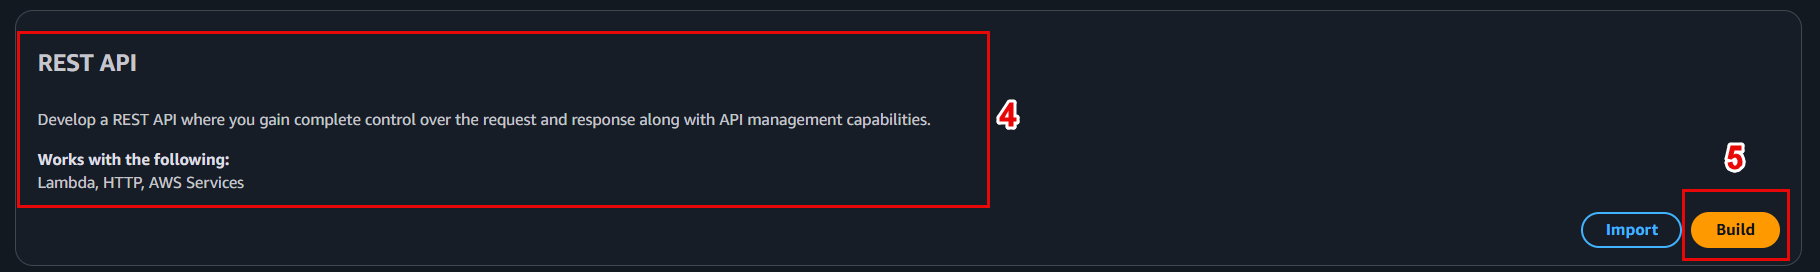 REST API
Develop a REST API where you gain complete control over the request and response along with API management capabilities.
4
Works with the following:
Lambda, HTTP, AWS Services
5
Import
Build